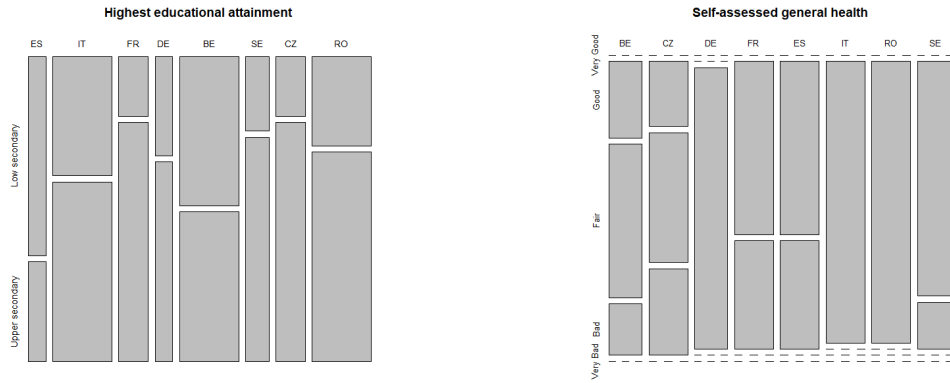 Highest educational attainment
ES IT FR DE BE SE CZ RO
Low secondary
Upper secondary
Self-assessed general health
BE CZ DE FR ES IT RO SE
Very Good
Good
Fair
Bad
Very Bad